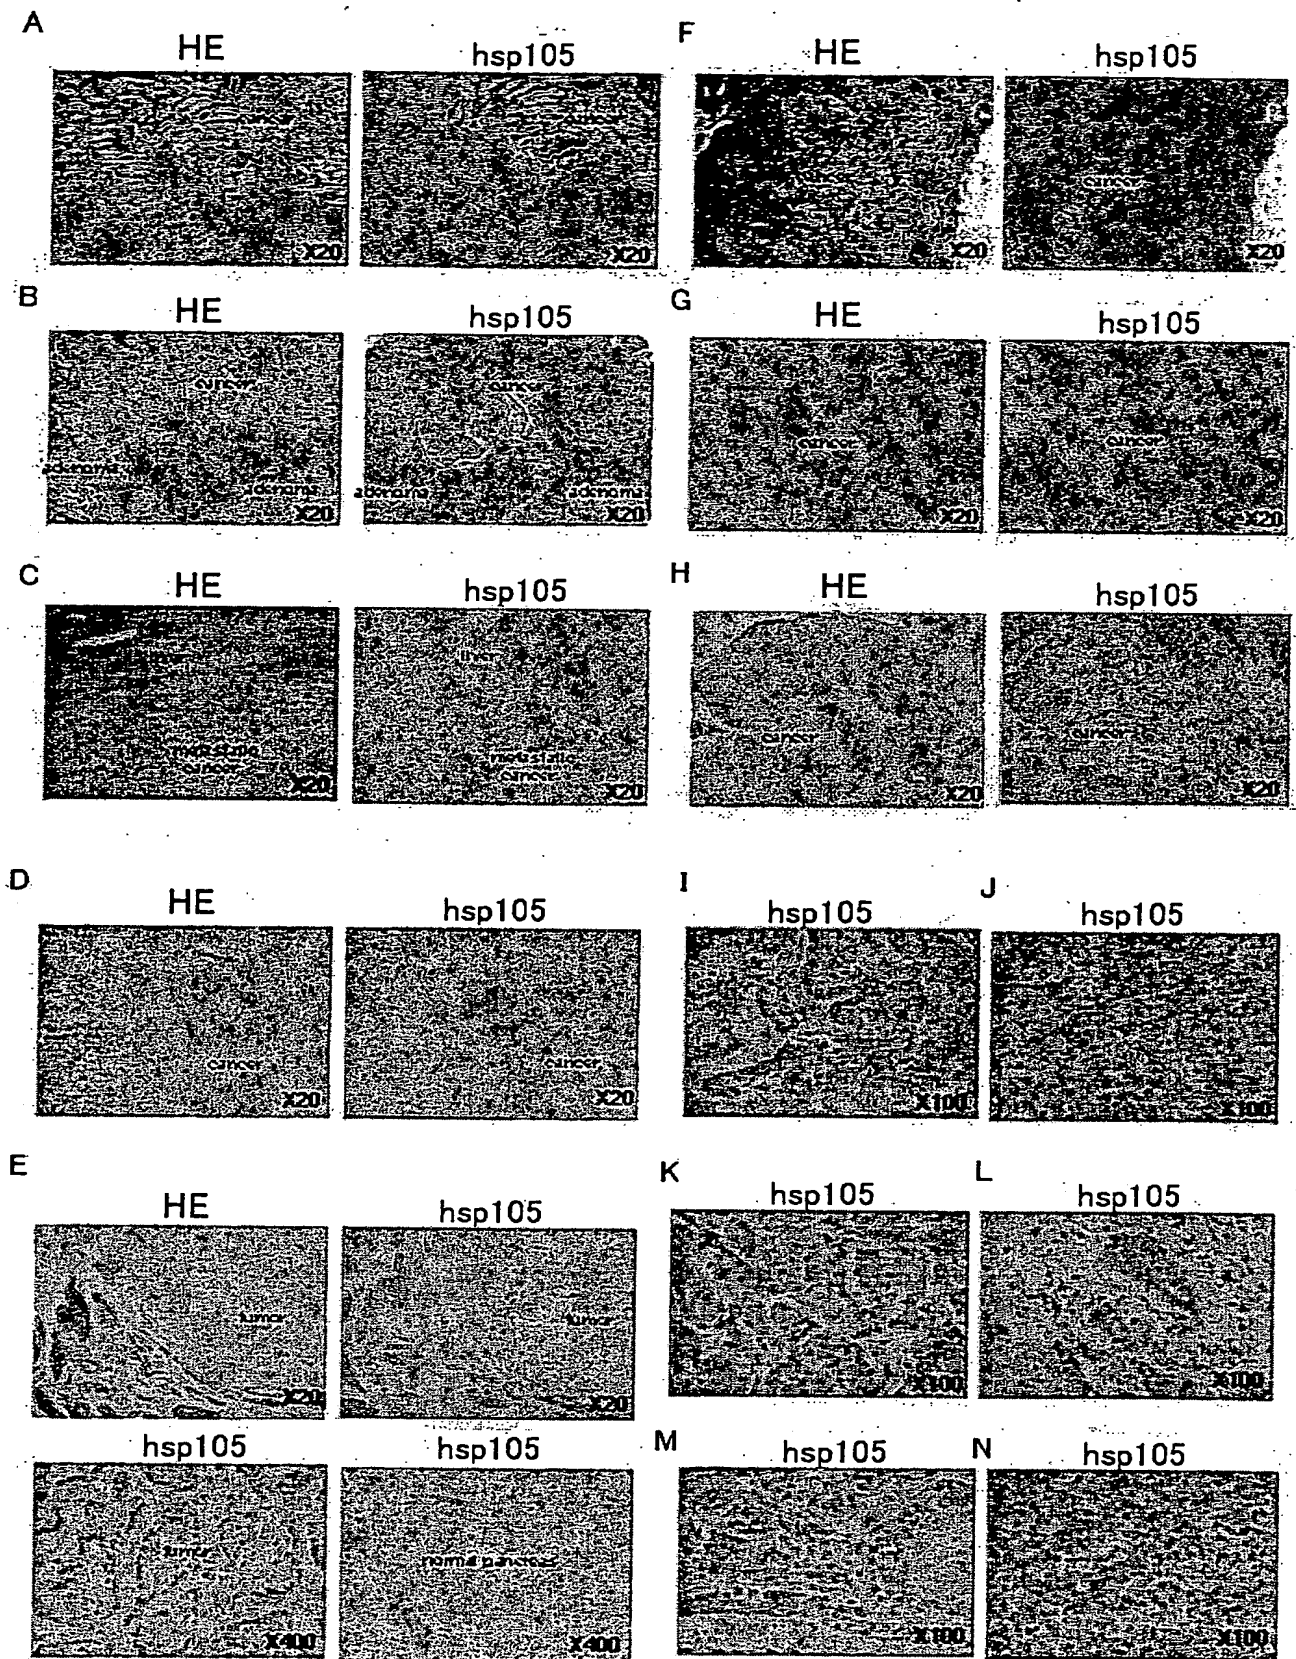 A
HE
hsp105
cancer
cancer
X20
X20
B
HE
hsp105
cancer
cancer
adenoma
adenoma
adenoma
adenoma
X20
X20
C
HE
hsp105
liver
metastatic
cancer
metastatic
cancer
X20
X20
D
HE
hsp105
cancer
cancer
X20
X20
E
HE
hsp105
tumor
tumor
X20
X20
hsp105
hsp105
tumor
normal pancreas
X400
X400
F
HE
hsp105
cancer
X20
X20
G
HE
hsp105
cancer
cancer
X20
X20
H
HE
hsp105
cancer
cancer
X20
X20
I
hsp105
X100
J
hsp105
X100
K
hsp105
X100
L
hsp105
X100
M
hsp105
X100
N
hsp105
X100